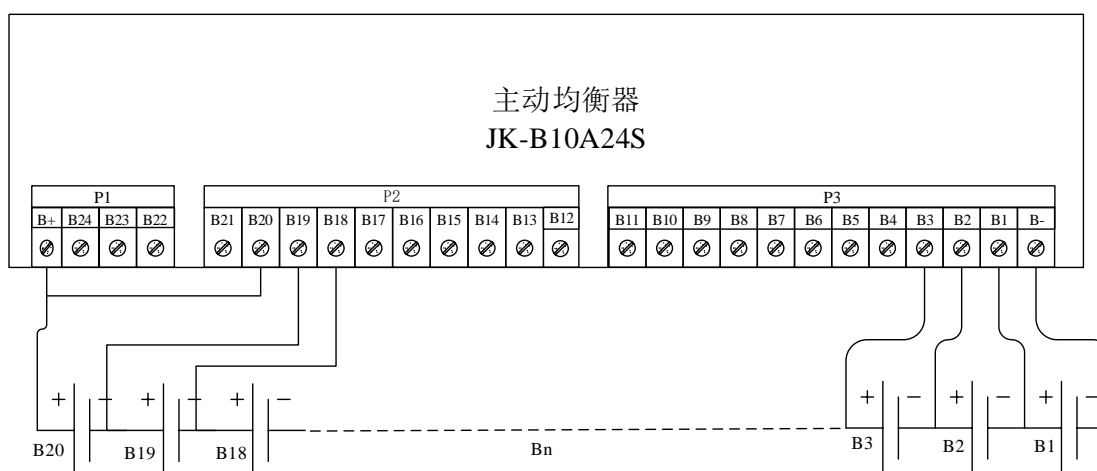 主动均衡器
JK-B10A24S
P1 P2 P3
B+ B24 B23 B22 B21 B20 B19 B18 B17 B16 B15 B14 B13 B12 B11 B10 B9 B8 B7 B6 B5 B4 B3 B2 B1 B-
+ - + - + - + - + - +
B20 B19 B18 Bn B3 B2 B1